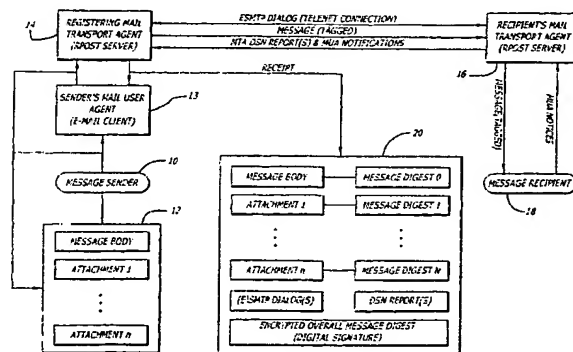 14
REGISTERING MAIL
TRANSPORT AGENT
(RPOST SERVER)
ESMTP DIALOG (TELENET CONNECTION)
MESSAGE (TAGGED)
MTA DSN REPORT(S) & MUA NOTIFICATIONS
RECIPIENT'S MAIL
TRANSPORT AGENT
(RPOST SERVER)
16
RECEIPT
SENDER'S MAIL USER
AGENT
(E-MAIL CLIENT)
13
MESSAGE(TAGGED)
MUA NOTICES
10
MESSAGE SENDER
MESSAGE RECIPIENT
18
12
MESSAGE BODY
ATTACHMENT 1
ATTACHMENT n
20
MESSAGE BODY
MESSAGE DIGEST 0
ATTACHMENT 1
MESSAGE DIGEST 1
ATTACHMENT n
MESSAGE DIGEST N
(E)SMTP DIALOG(S)
DSN REPORT(S)
ENCRYPTED OVERALL MESSAGE DIGEST
(DIGITAL SIGNATURE)